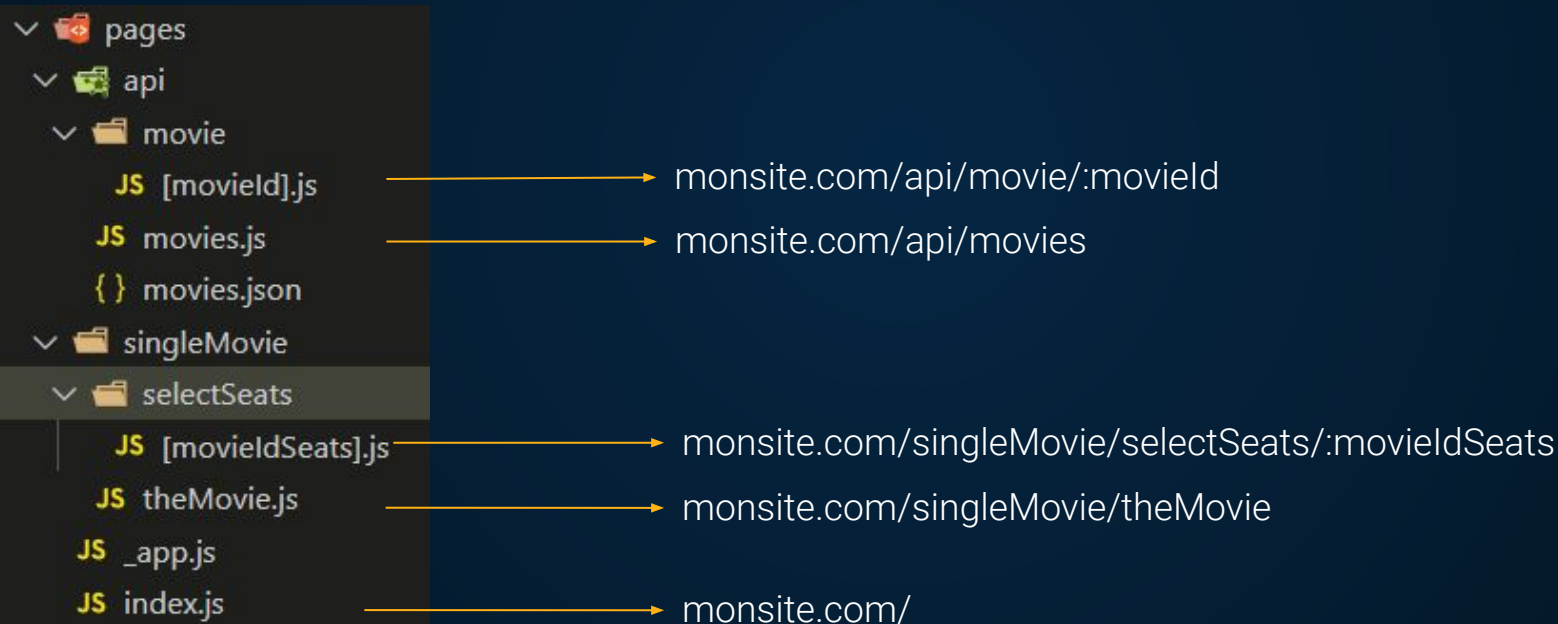 pages
api
movie
JS [movieId].js
monsite.com/api/movie/:movieId
JS movies.js
monsite.com/api/movies
{ } movies.json
singleMovie
selectSeats
JS [movieIdSeats].js
monsite.com/singleMovie/selectSeats/:movieIdSeats
JS theMovie.js
monsite.com/singleMovie/theMovie
JS _app.js
JS index.js
monsite.com/